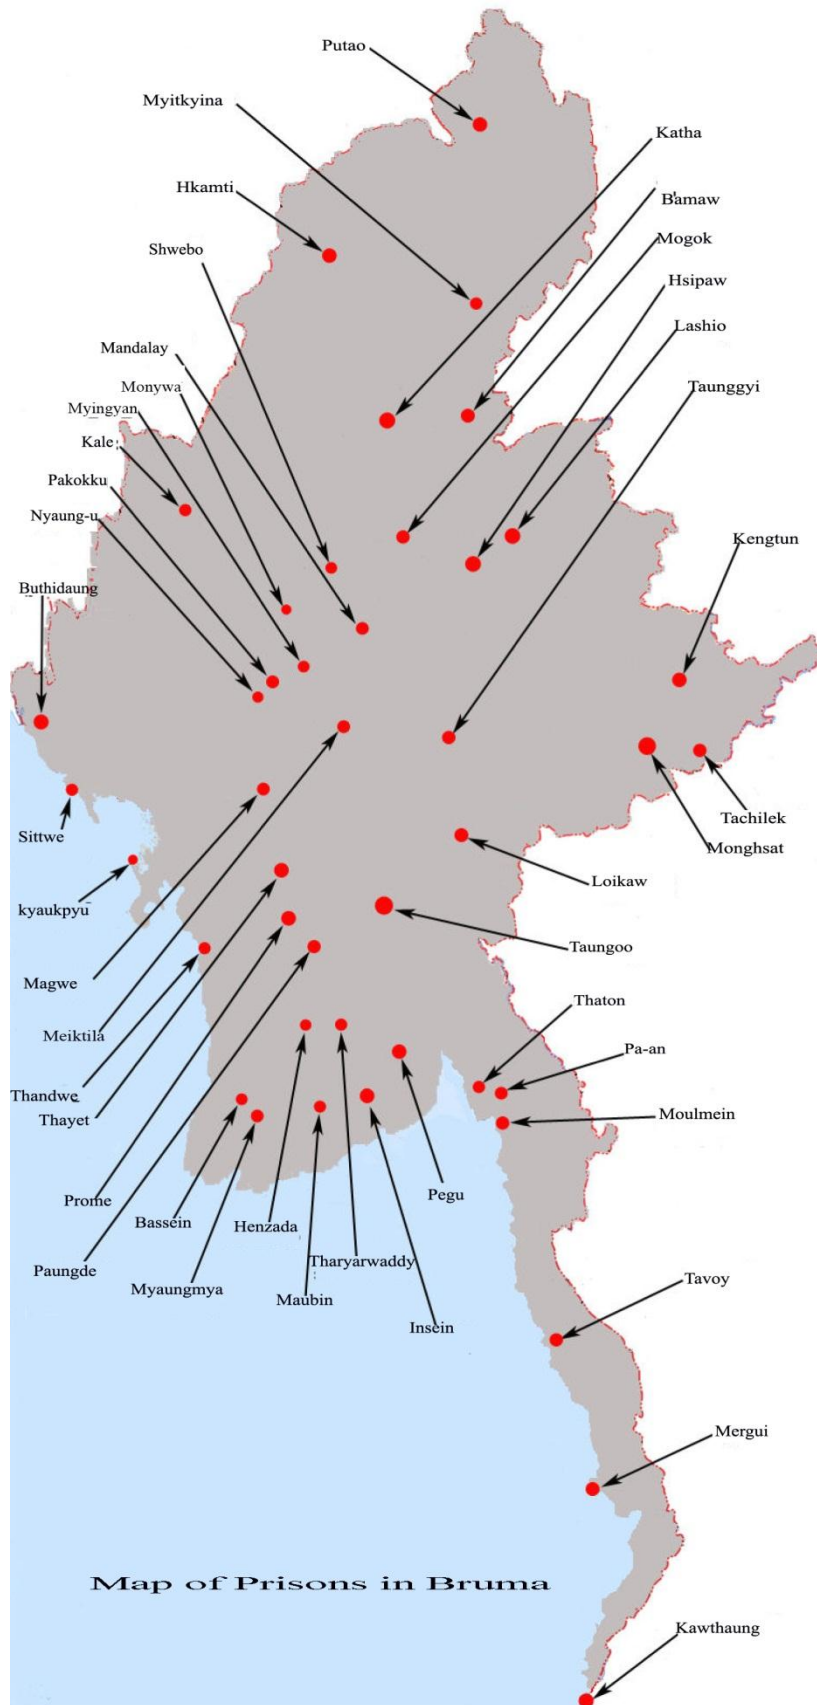 Putao
Myitkyina
Katha
Hkamti
Bamaw
Mogok
Shwebo
Hsipaw
Lashio
Mandalay
Monywa
Taunggyi
Myingyan
Kale
Pakokku
Nyaung-u
Kengtun
Buthidaung
Tachilek
Sittwe
Monghsat
Loikaw
kyaukpyu
Taungoo
Magwe
Thaton
Meiktila
Pa-an
Thandwe
Moulmein
Thayet
Prome
Pegu
Bassein
Henzada
Tharyarwaddy
Paungde
Myaungmya
Maubin
Tavoy
Insein
Mergui
Map of Prisons in Bruma
Kawthaung